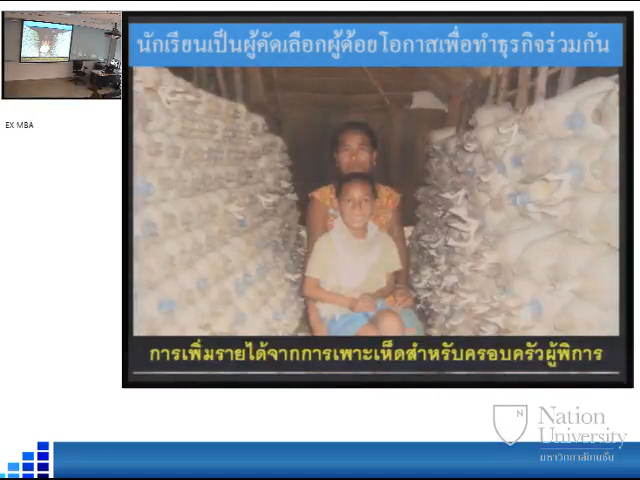 นักเรียนเป็นผู้คัดเลือกผู้ด้อยโอกาสเพื่อทำธุรกิจร่วมกัน
EX MBA
การเพิ่มรายได้จากการเพาะเห็ดสำหรับครอบครัวผู้พิการ
N
Nation
University
มหาวิทยาลัยเนชั่น